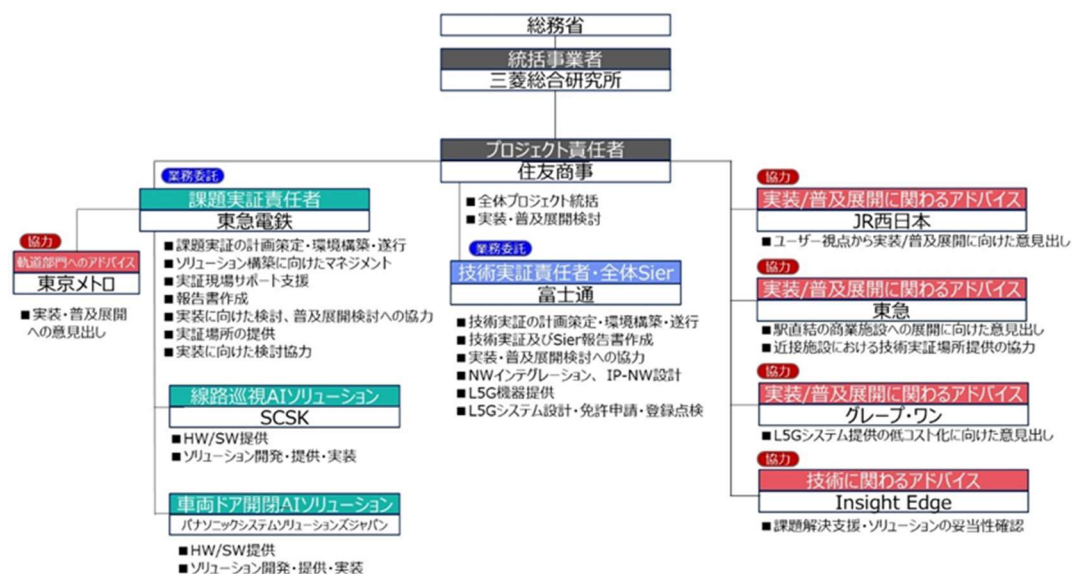 総務省
統括事業者
三菱総合研究所
プロジェクト責任者
住友商事
■全体プロジェクト統括
■実装・普及展開検討
業務委託
課題実証責任者
東急電鉄
■課題実証の計画策定・環境構築・遂行
■ソリューション構築に向けたマネジメント
■実証現場サポート支援
■報告書作成
■実装に向けた検討、普及展開検討への協力
■実証場所の提供
■実装に向けた検討協力
協力
軌道部門へのアドバイス
東京メトロ
■実装・普及展開
への意見出し
線路巡視AIソリューション
SCSK
■HW/SW提供
■ソリューション開発・提供・実装
車両ドア開閉AIソリューション
パナソニックシステムソリューションズジャパン
■HW/SW提供
■ソリューション開発・提供・実装
業務委託
技術実証責任者・全体SIer
富士通
■技術実証の計画策定・環境構築・遂行
■技術実証及びSIer報告書作成
■実装・普及展開検討への協力
■NWインテグレーション、IP-NW設計
■L5G機器提供
■L5Gシステム設計・免許申請・登録点検
協力
実装/普及展開に関わるアドバイス
JR西日本
■ユーザー視点から実装/普及展開に向けた意見出し
協力
実装/普及展開に関わるアドバイス
東急
■駅直結の商業施設への展開に向けた意見出し
■近接施設における技術実証場所提供の協力
協力
実装/普及展開に関わるアドバイス
グレープ・ワン
■L5Gシステム提供の低コスト化に向けた意見出し
協力
技術に関わるアドバイス
Insight Edge
■課題解決支援・ソリューションの妥当性確認